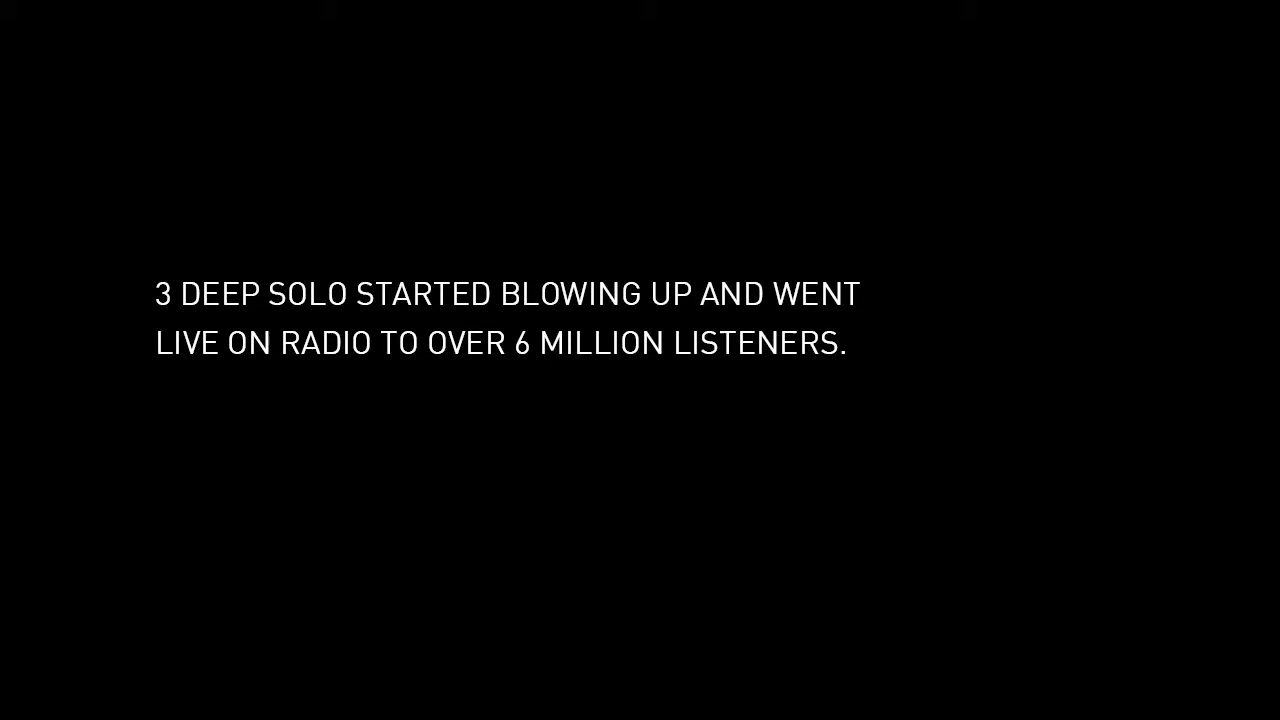 3 DEEP SOLO STARTED BLOWING UP AND WENT
LIVE ON RADIO TO OVER 6 MILLION LISTENERS.